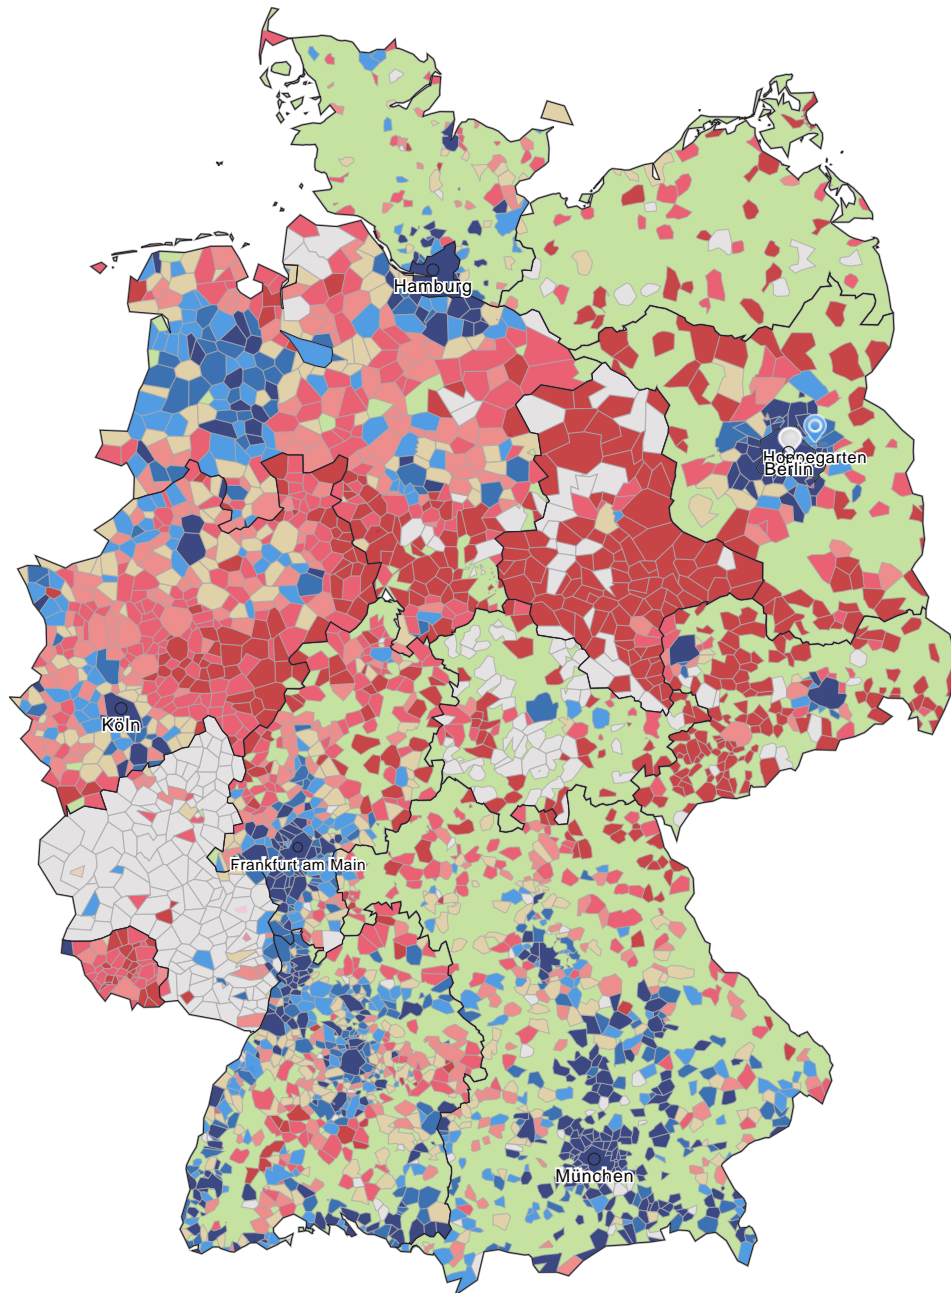 Hamburg
Hoppegarten
Berlin
Köln
Frankfurt am Main
München